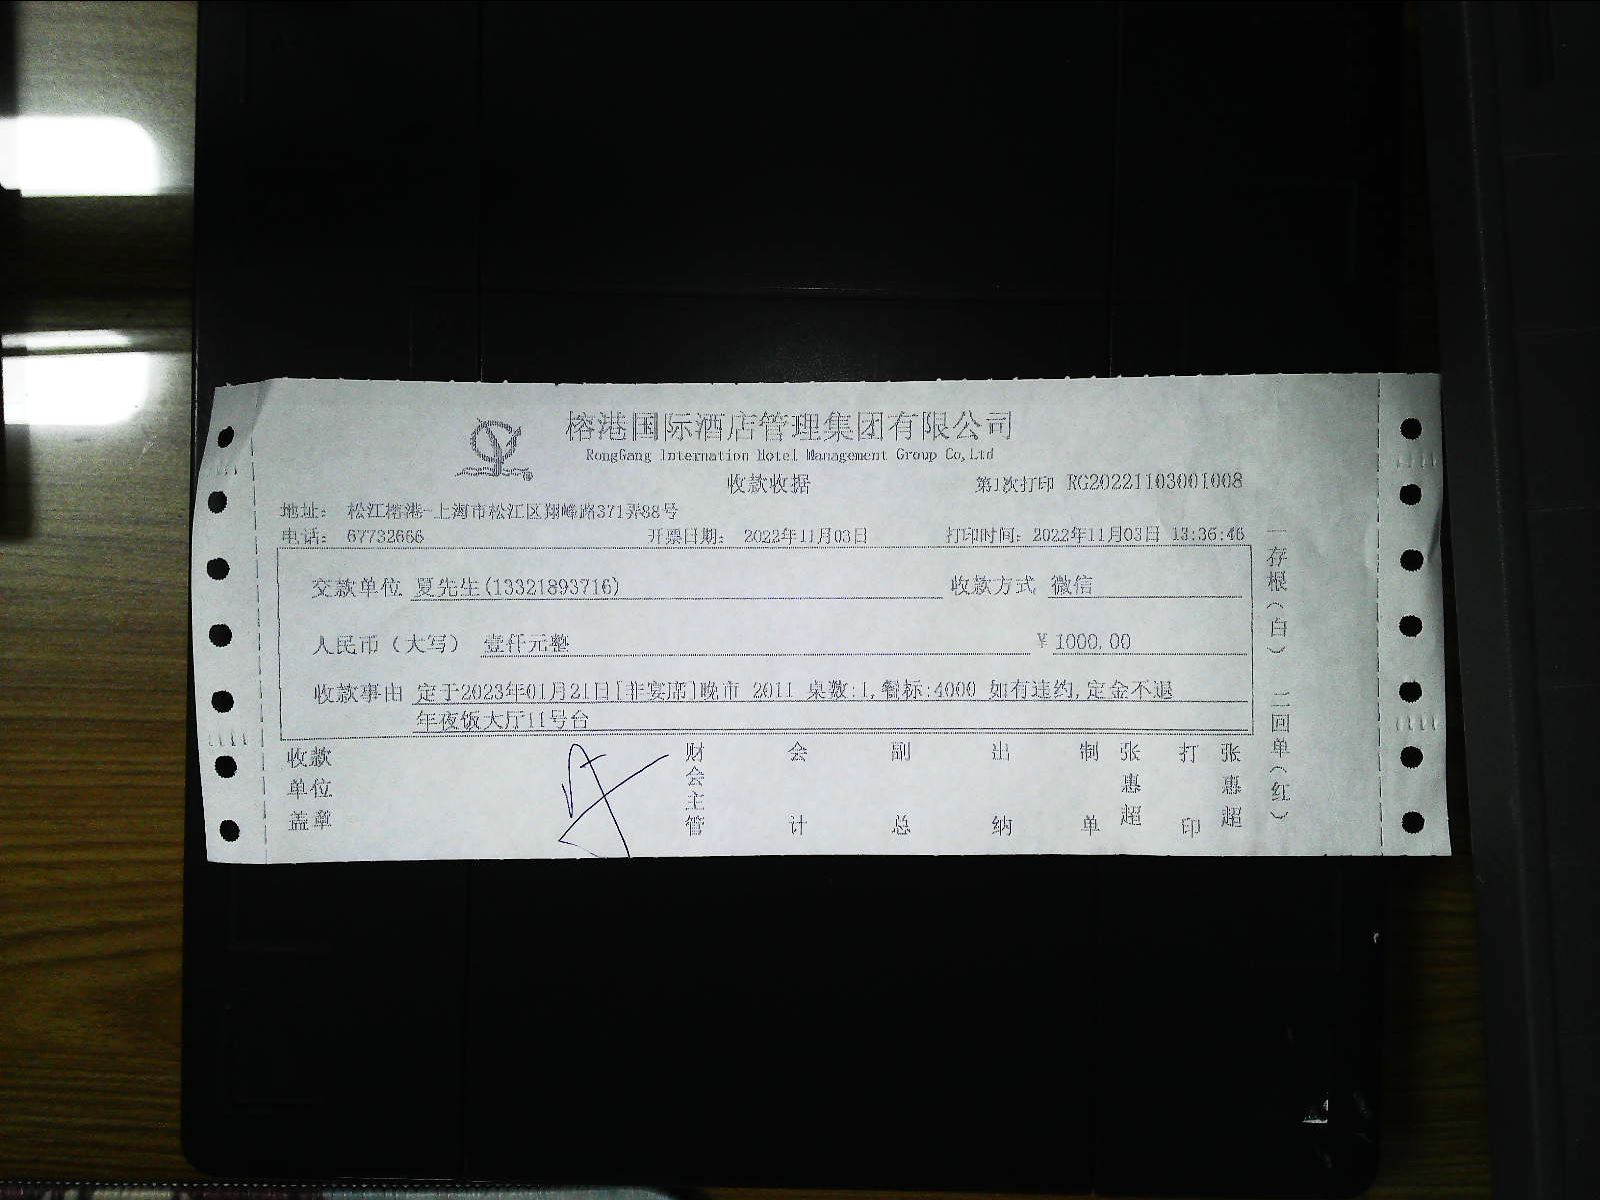 榕港国际酒店管理集团有限公司
RongGang Internation Hotel Management Group Co,Ltd
收款收据 第1次打印 RG20221103001008
地址： 松江榕港-上海市松江区翔峰路371弄88号
电话： 67732666 开票日期： 2022年11月03日 打印时间：2022年11月03日 13:36:46
交款单位 夏先生(13321893716) 收款方式 微信
人民币（大写） 壹仟元整 ￥1000.00
收款事由 定于2023年01月21日[非宴席]晚市 2011 桌数:1,餐标:4000 如有违约,定金不退
年夜饭大厅11号台
收款单位盖章 财会主管 会计 副总 出纳 制单 张惠超 打印 张惠超
一存根（白） 二回单（红）